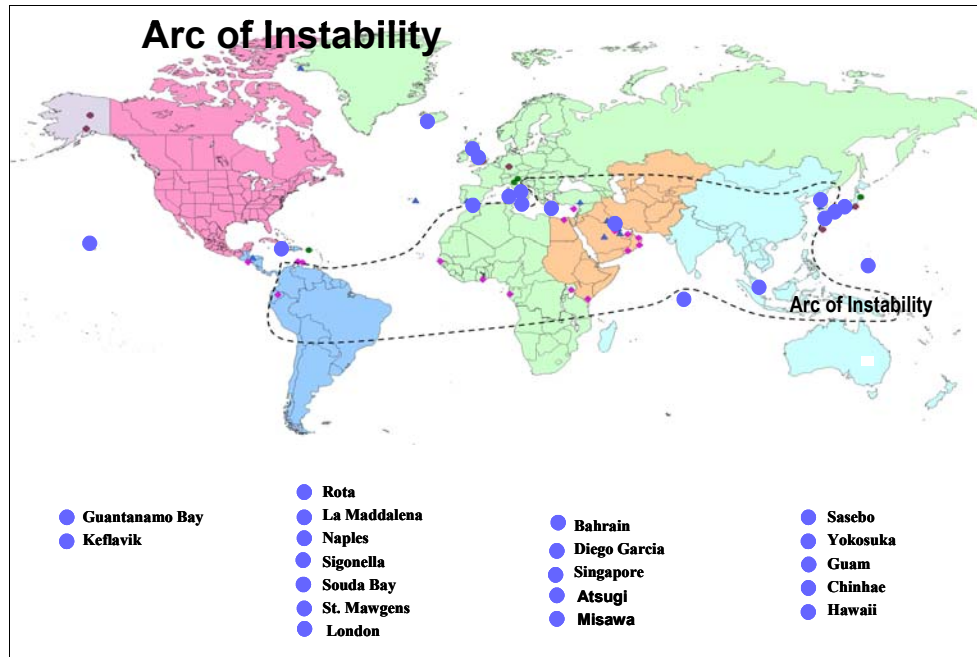 Arc of Instability
Arc of Instability
Guantanamo Bay
Keflavik
Rota
La Maddalena
Naples
Sigonella
Souda Bay
St. Mawgens
London
Bahrain
Diego Garcia
Singapore
Atsugi
Misawa
Sasebo
Yokosuka
Guam
Chinhae
Hawaii